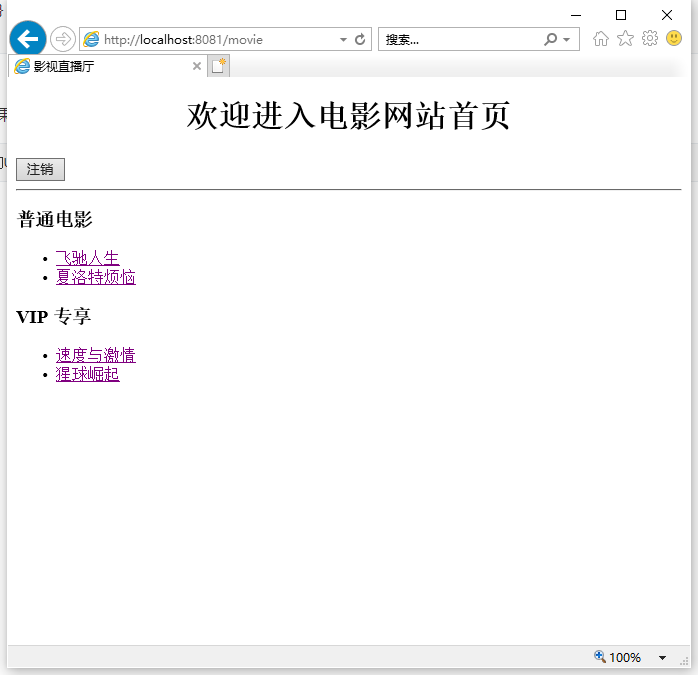 http://localhost:8081/movie
搜索...
影视直播厅
欢迎进入电影网站首页
注销
普通电影
• 飞驰人生
• 夏洛特烦恼
VIP 专享
• 速度与激情
• 猩球崛起
100%